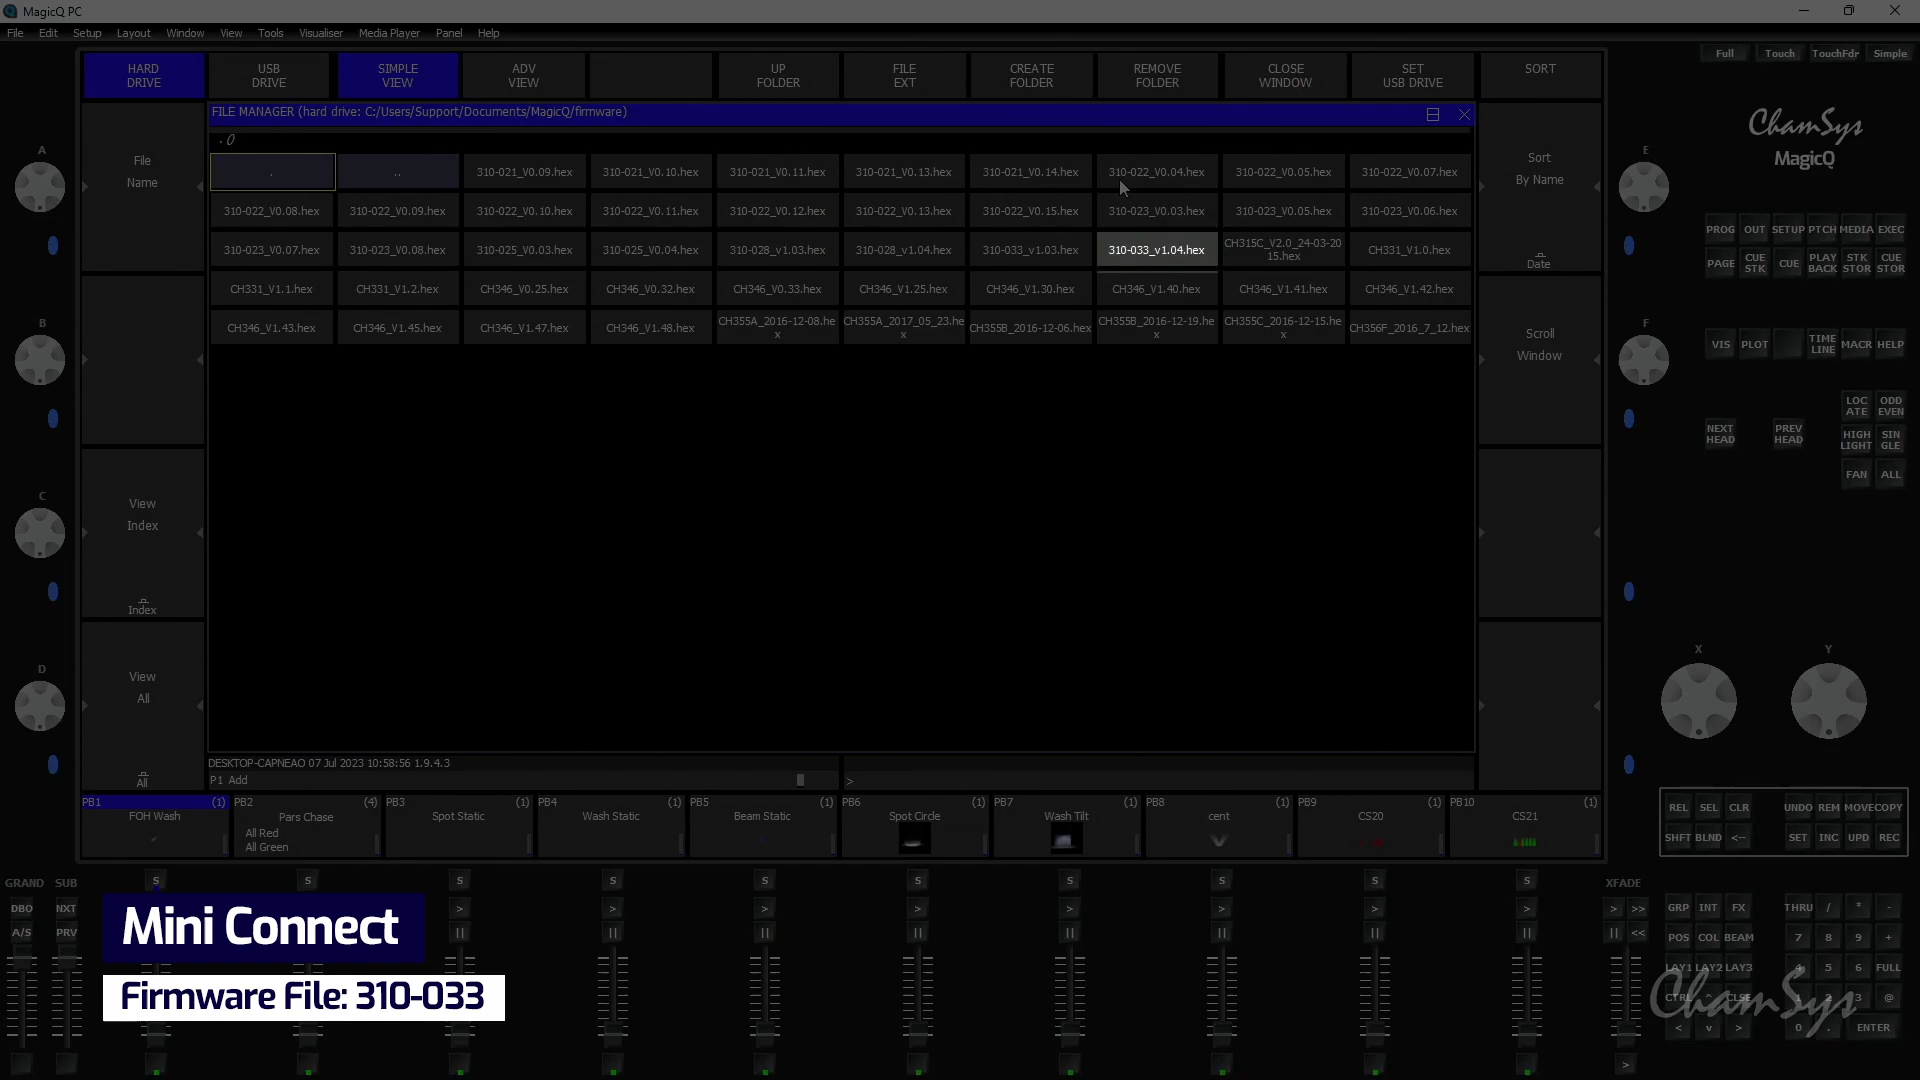 MagicQ PC
File Edit Setup Layout Window View Tools Visualiser Media Player Panel Help
Full Touch TouchFdr Simple
HARD DRIVE
USB DRIVE
SIMPLE VIEW
ADV VIEW
UP FOLDER
FILE EXT
CREATE FOLDER
REMOVE FOLDER
CLOSE WINDOW
SET USB DRIVE
SORT
FILE MANAGER (hard drive: C:/Users/Support/Documents/MagicQ/firmware)
. 0
. .. 310-021_V0.09.hex 310-021_V0.10.hex 310-021_V0.11.hex 310-021_V0.13.hex 310-021_V0.14.hex 310-022_V0.04.hex 310-022_V0.05.hex 310-022_V0.07.hex
310-022_V0.08.hex 310-022_V0.09.hex 310-022_V0.10.hex 310-022_V0.11.hex 310-022_V0.12.hex 310-022_V0.13.hex 310-022_V0.15.hex 310-023_V0.03.hex 310-023_V0.05.hex 310-023_V0.06.hex
310-023_V0.07.hex 310-023_V0.08.hex 310-025_V0.03.hex 310-025_V0.04.hex 310-028_v1.03.hex 310-028_v1.04.hex 310-033_v1.03.hex 310-033_v1.04.hex CH315C_V2.0_24-03-2015.hex CH331_V1.0.hex
CH331_V1.1.hex CH331_V1.2.hex CH346_V0.25.hex CH346_V0.32.hex CH346_V0.33.hex CH346_V1.25.hex CH346_V1.30.hex CH346_V1.40.hex CH346_V1.41.hex CH346_V1.42.hex
CH346_V1.43.hex CH346_V1.45.hex CH346_V1.47.hex CH346_V1.48.hex CH355A_2016-12-08.hex CH355A_2017_05_23.hex CH355B_2016-12-06.hex CH355B_2016-12-19.hex CH355C_2016-12-15.hex CH356F_2016_7_12.hex
A
File
Name
B
C
View
Index
Index
D
View
All
All
E
Sort
By Name
Date
F
Scroll
Window
ChamSys
MagicQ
PROG OUT SETUP PTCH MEDIA EXEC
PAGE CUE STK CUE PLAY BACK STK STOR CUE STOR
VIS PLOT TIME LINE MACR HELP
LOC ATE ODD EVEN
NEXT HEAD PREV HEAD HIGH LIGHT SIN GLE
FAN ALL
X Y
DESKTOP-CAPNEAO 07 Jul 2023 10:58:56 1.9.4.3
P1 Add
>
PB1 (1) PB2 (4) PB3 (1) PB4 (1) PB5 (1) PB6 (1) PB7 (1) PB8 (1) PB9 (1) PB10 (1)
FOH Wash Pars Chase Spot Static Wash Static Beam Static Spot Circle Wash Tilt cent CS20 CS21
All Red
All Green
REL SEL CLR UNDO REM MOVE COPY
SHFT BLND <-- SET INC UPD REC
GRAND SUB
DBO NXT
A/S PRV
S S S S S S S S S S
> > > > > > > >
|| || || || || || || ||
XFADE
> >>
|| <<
>
GRP INT FX THRU / * -
POS COL BEAM 7 8 9 +
LAY1 LAY2 LAY3 4 5 6 FULL
CTRL ^ CLSE 1 2 3 @
< v > 0 . ENTER
ChamSys
Mini Connect
Firmware File: 310-033